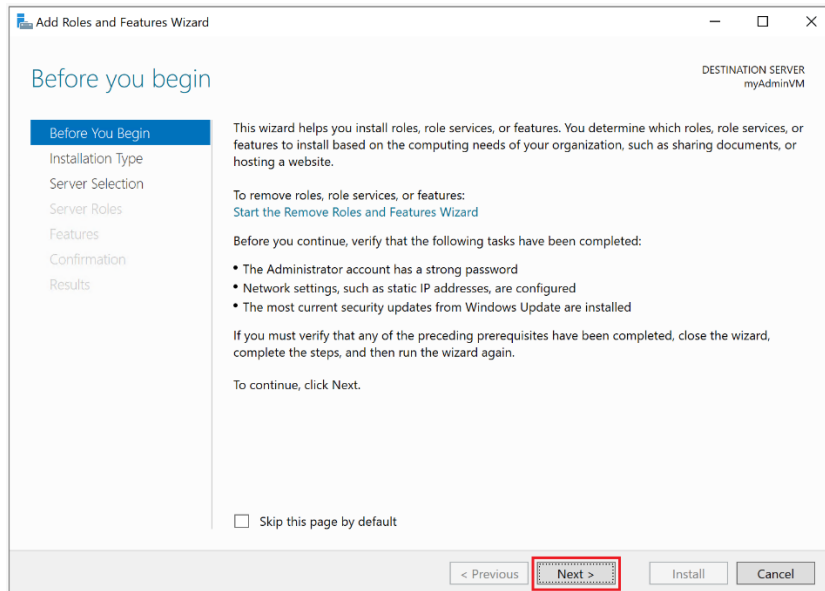 Add Roles and Features Wizard
Before you begin
DESTINATION SERVER
myAdminVM
Before You Begin
Installation Type
Server Selection
Server Roles
Features
Confirmation
Results
This wizard helps you install roles, role services, or features. You determine which roles, role services, or
features to install based on the computing needs of your organization, such as sharing documents, or
hosting a website.
To remove roles, role services, or features:
Start the Remove Roles and Features Wizard
Before you continue, verify that the following tasks have been completed:
• The Administrator account has a strong password
• Network settings, such as static IP addresses, are configured
• The most current security updates from Windows Update are installed
If you must verify that any of the preceding prerequisites have been completed, close the wizard,
complete the steps, and then run the wizard again.
To continue, click Next.
Skip this page by default
< Previous
Next >
Install
Cancel